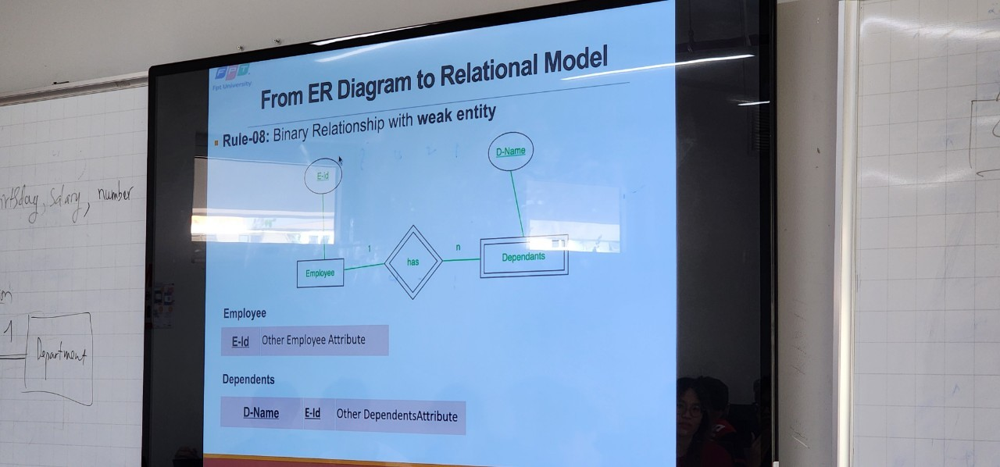 FPT
Fpt University
From ER Diagram to Relational Model
Rule-08: Binary Relationship with weak entity
E-Id
D-Name
1
n
Employee
has
Dependants
Employee
E-Id Other Employee Attribute
Dependents
D-Name E-Id Other DependentsAttribute
Salary, number
1
Department